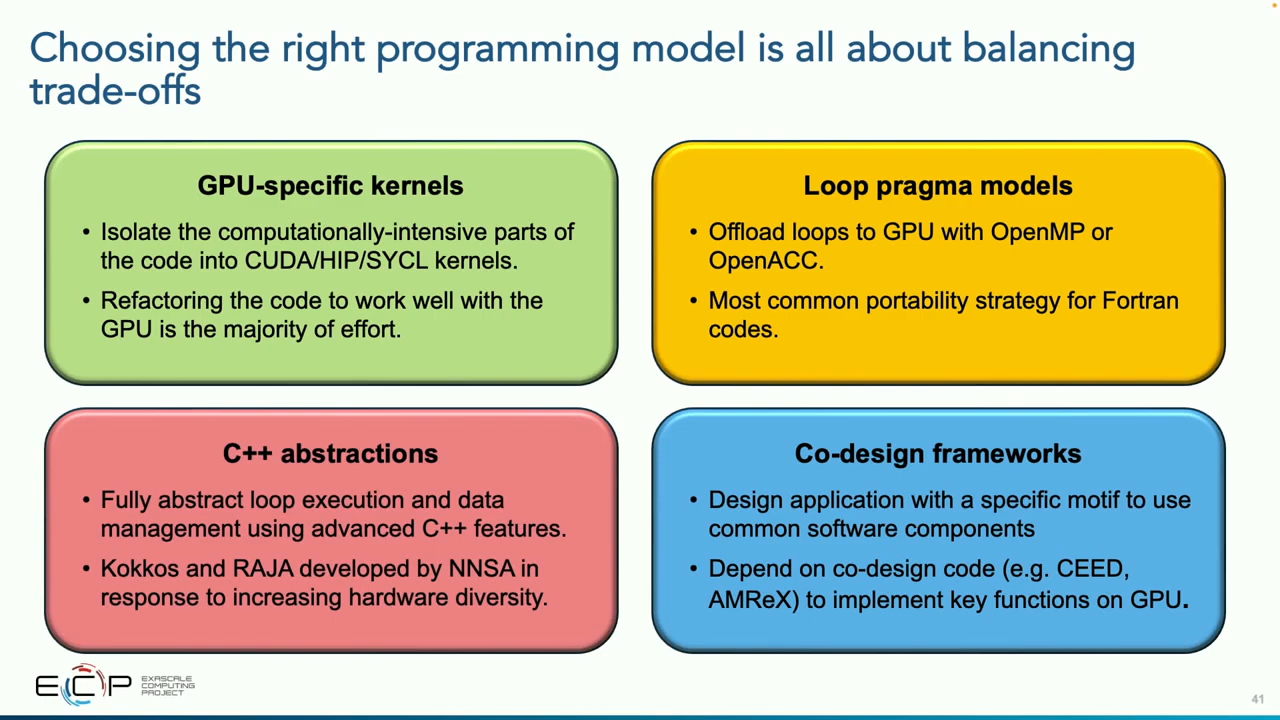 Choosing the right programming model is all about balancing
trade-offs
GPU-specific kernels
• Isolate the computationally-intensive parts of
the code into CUDA/HIP/SYCL kernels.
• Refactoring the code to work well with the
GPU is the majority of effort.
Loop pragma models
• Offload loops to GPU with OpenMP or
OpenACC.
• Most common portability strategy for Fortran
codes.
C++ abstractions
• Fully abstract loop execution and data
management using advanced C++ features.
• Kokkos and RAJA developed by NNSA in
response to increasing hardware diversity.
Co-design frameworks
• Design application with a specific motif to use
common software components
• Depend on co-design code (e.g. CEED,
AMReX) to implement key functions on GPU.
ECP
EXASCALE
COMPUTING
PROJECT
41